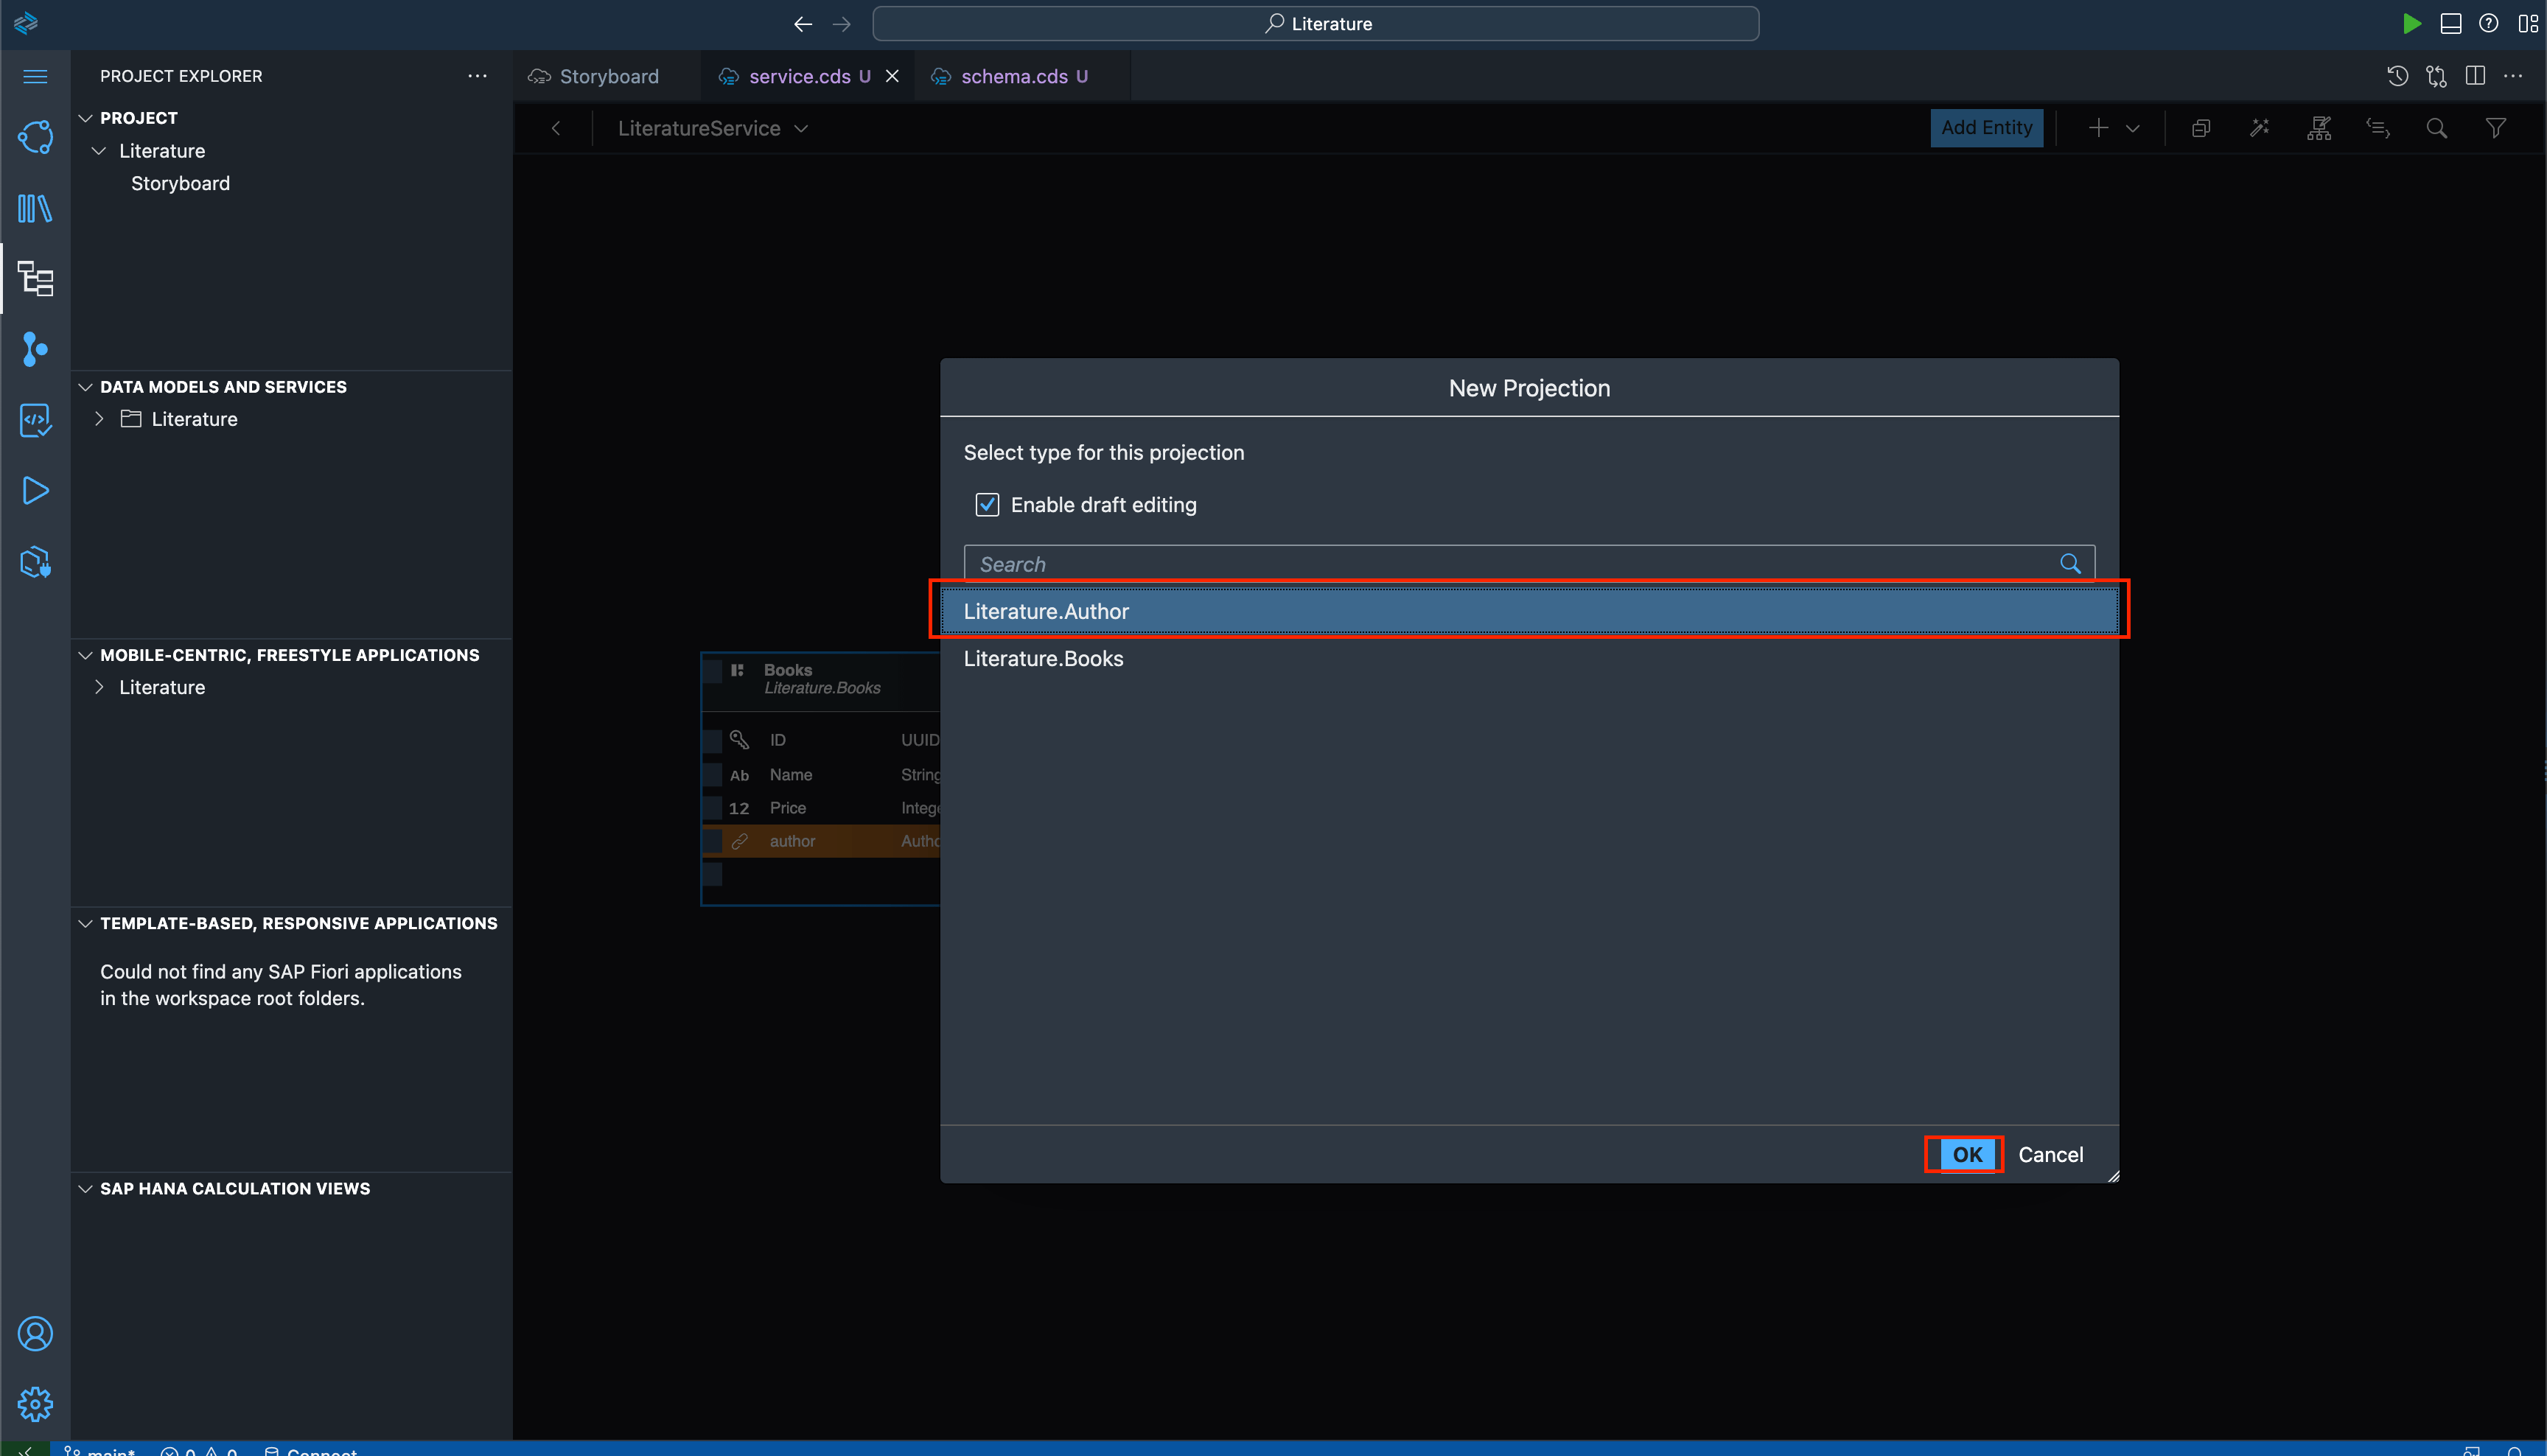 Literature
PROJECT EXPLORER
Storyboard
service.cds U
schema.cds U
PROJECT
Literature
Storyboard
LiteratureService
Add Entity
DATA MODELS AND SERVICES
Literature
New Projection
Select type for this projection
Enable draft editing
Search
Literature.Author
Literature.Books
MOBILE-CENTRIC, FREESTYLE APPLICATIONS
Literature
Books
Literature.Books
ID UUID
Ab Name String
12 Price Intege
author Autho
TEMPLATE-BASED, RESPONSIVE APPLICATIONS
Could not find any SAP Fiori applications
in the workspace root folders.
OK Cancel
SAP HANA CALCULATION VIEWS
main* 0 0 Connect